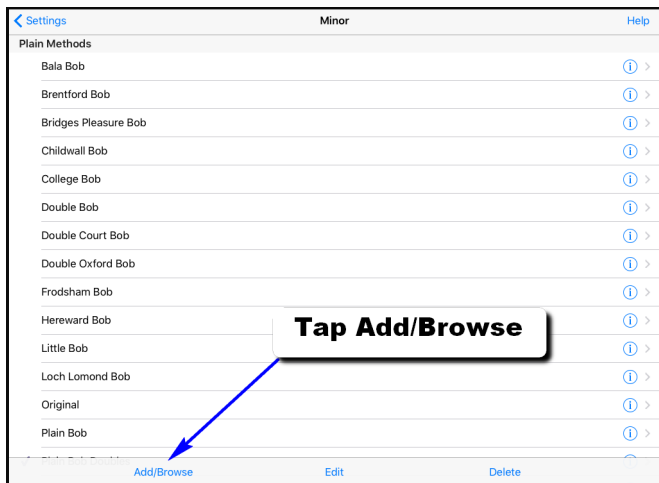 Settings
Minor
Help
Plain Methods
Bala Bob
Brentford Bob
Bridges Pleasure Bob
Childwall Bob
College Bob
Double Bob
Double Court Bob
Double Oxford Bob
Frodsham Bob
Hereward Bob
Little Bob
Loch Lomond Bob
Original
Plain Bob
Tap Add/Browse
Add/Browse
Edit
Delete